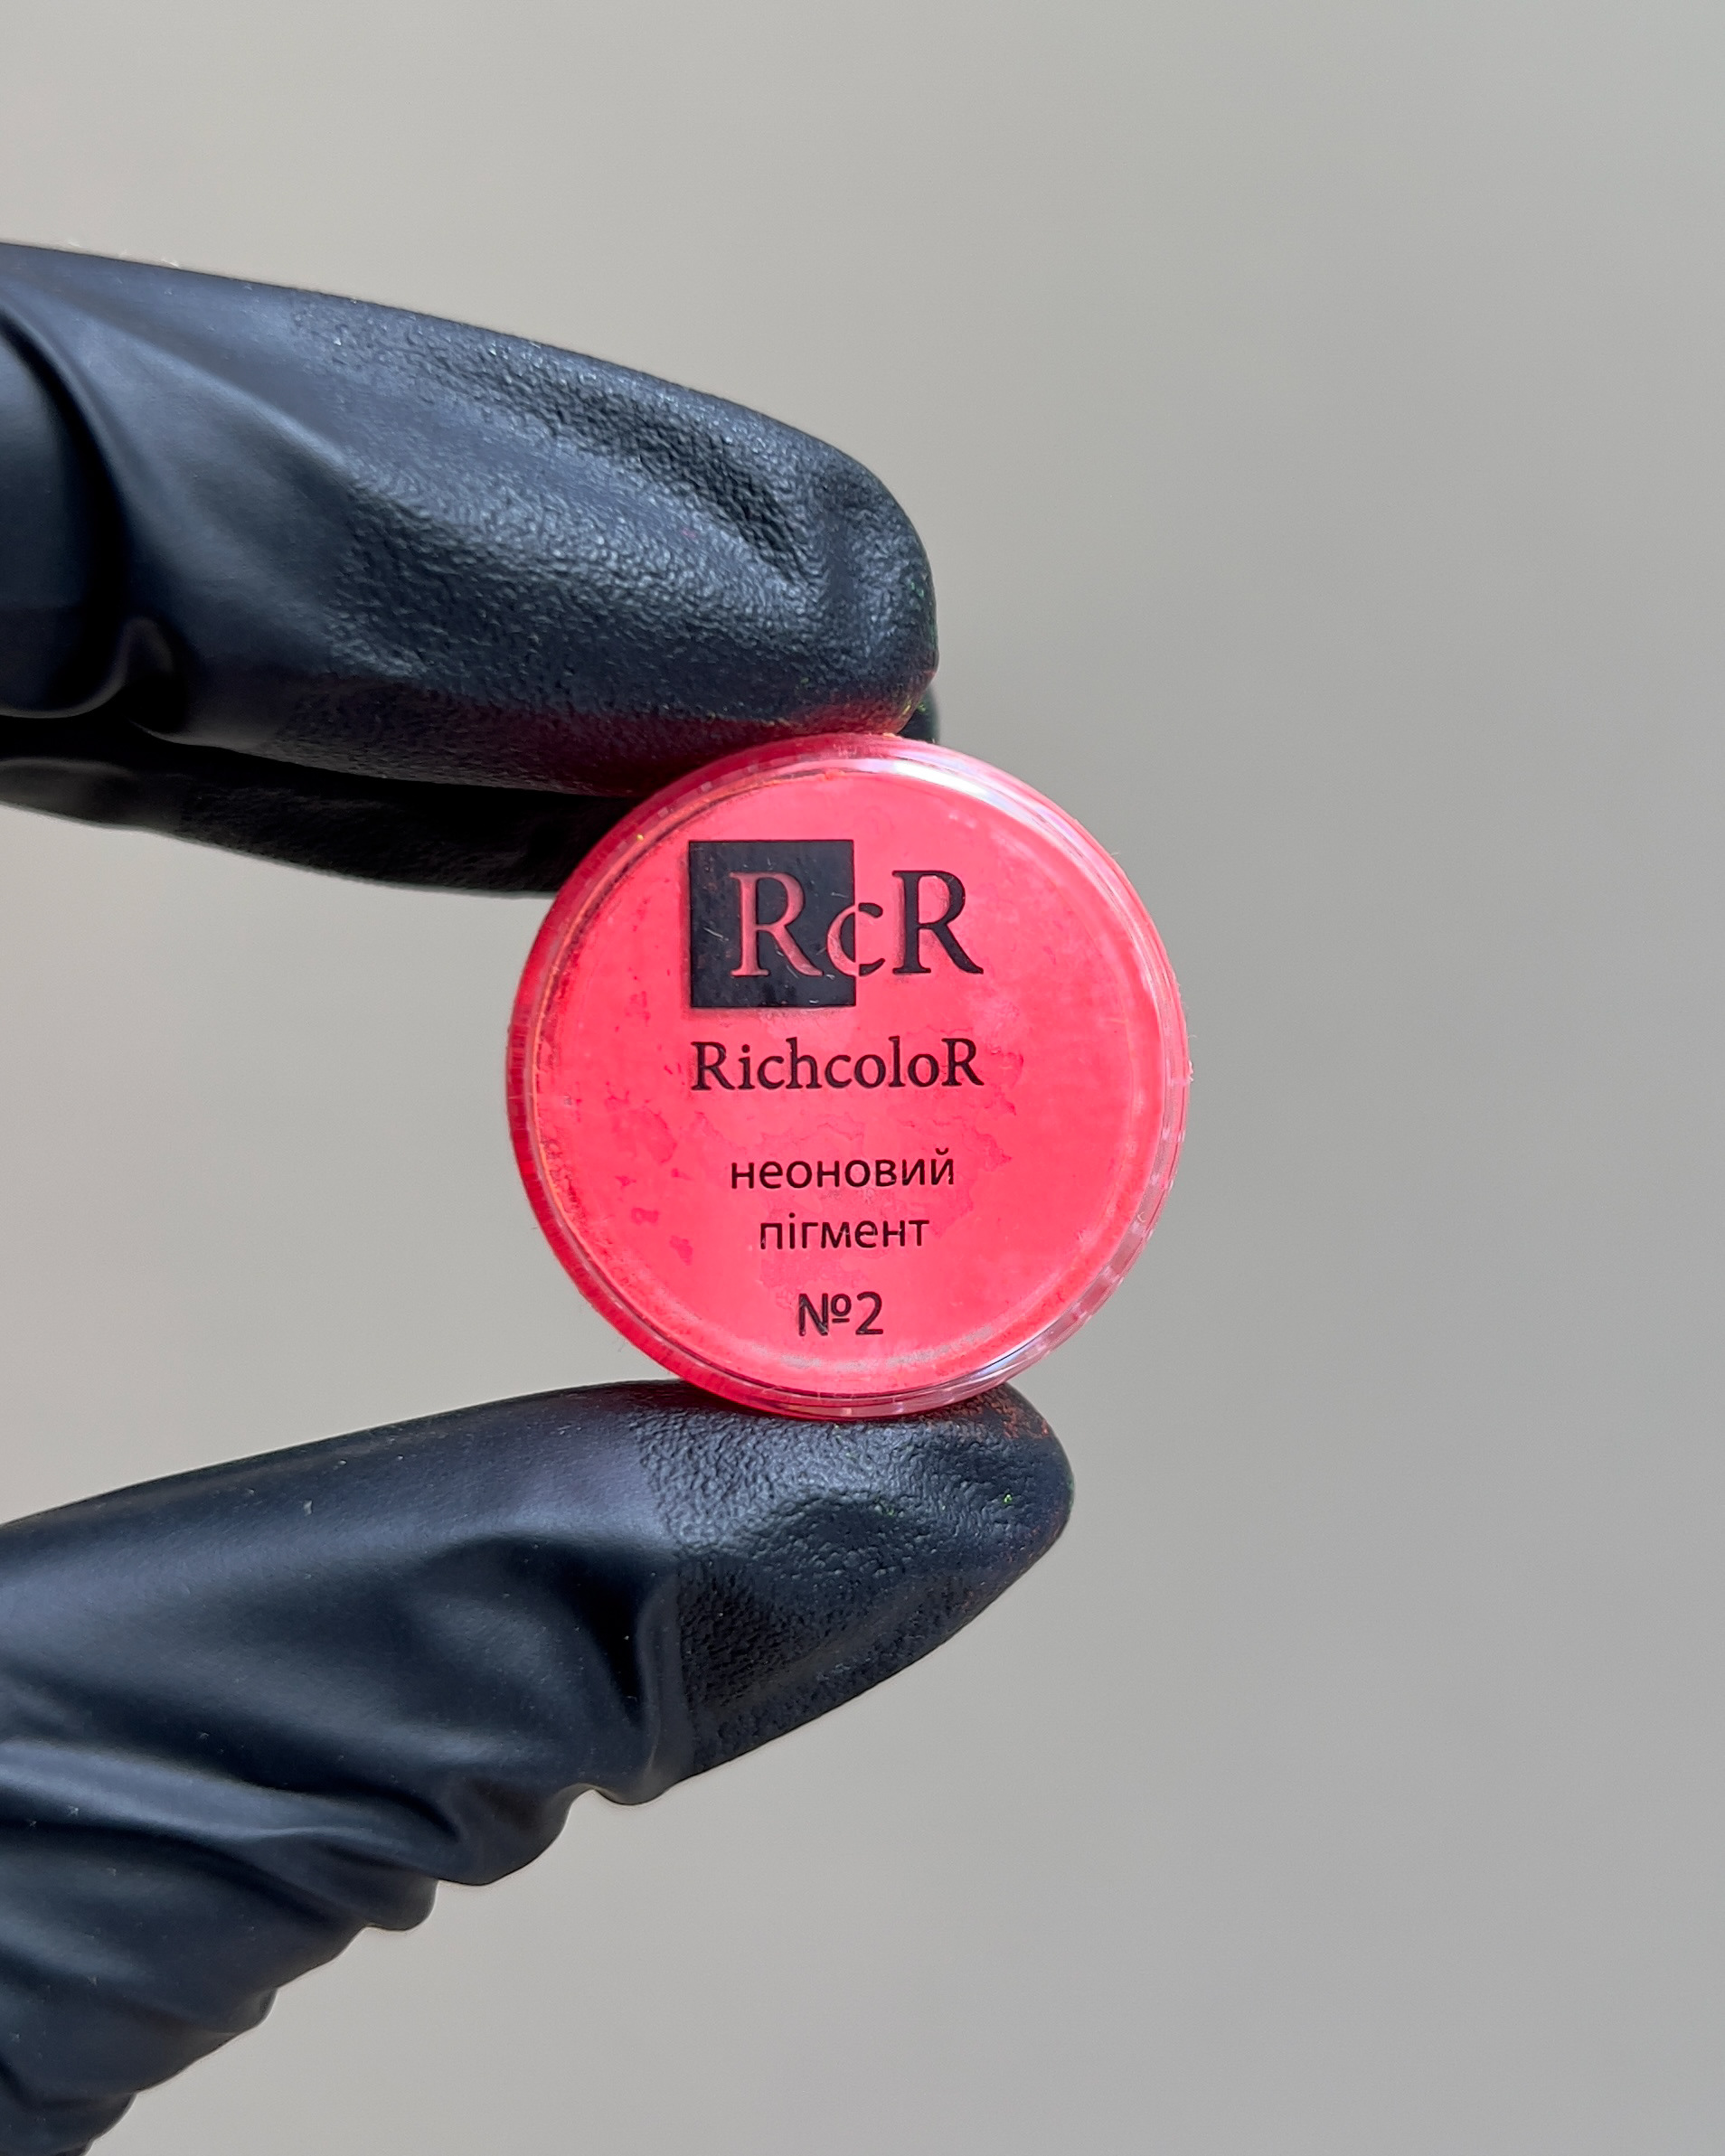 RcR
RichcoloR
неоновий
пігмент
№2